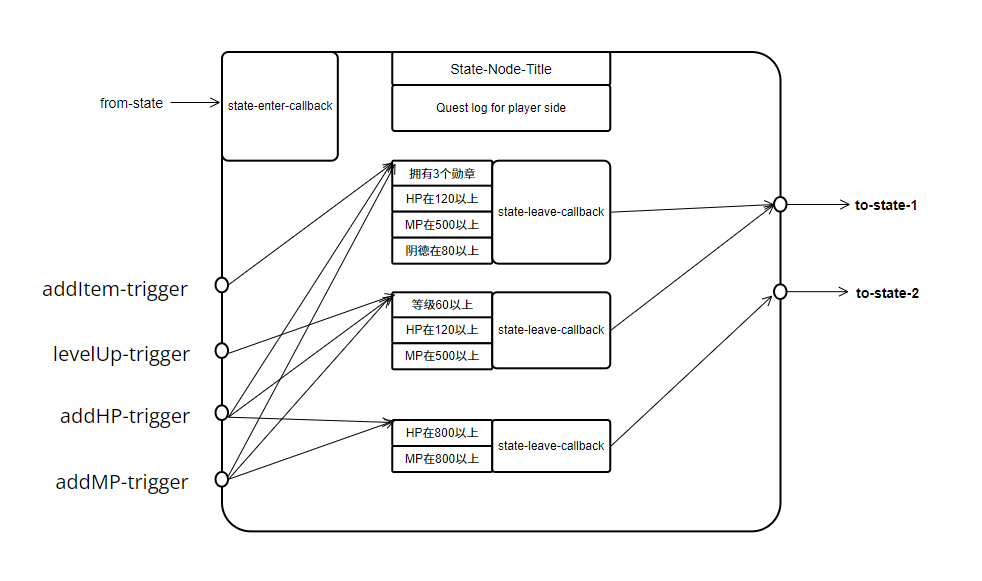 State-Node-Title
from-state
state-enter-callback
Quest log for player side
拥有3个勋章
HP在120以上
MP在500以上
阴德在80以上
state-leave-callback
to-state-1
addItem-trigger
等级60以上
HP在120以上
MP在500以上
state-leave-callback
to-state-2
levelUp-trigger
addHP-trigger
HP在800以上
MP在800以上
state-leave-callback
addMP-trigger